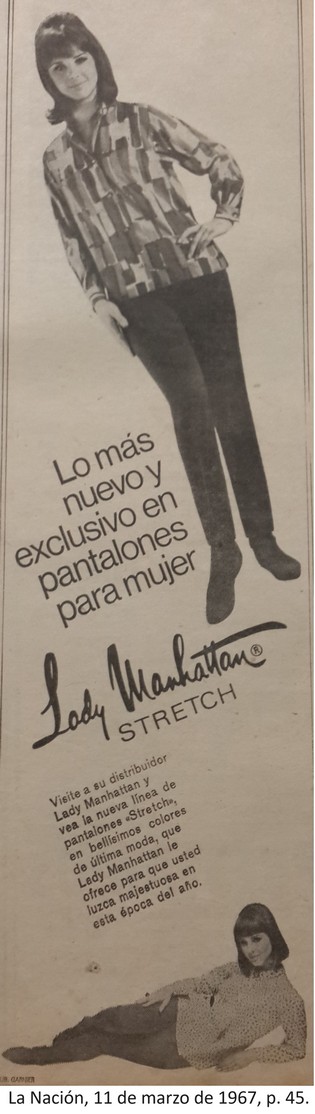 Lo más
nuevo y
exclusivo en
pantalones
para mujer
Lady Manhattan®
STRETCH
Visite a su distribuidor
Lady Manhattan y
vea la nueva línea de
pantalones «Stretch»,
en bellísimos colores
de última moda, que
Lady Manhattan le
ofrece para que usted
luzca majestuosa en
esta época del año.
GARNIER
La Nación, 11 de marzo de 1967, p. 45.